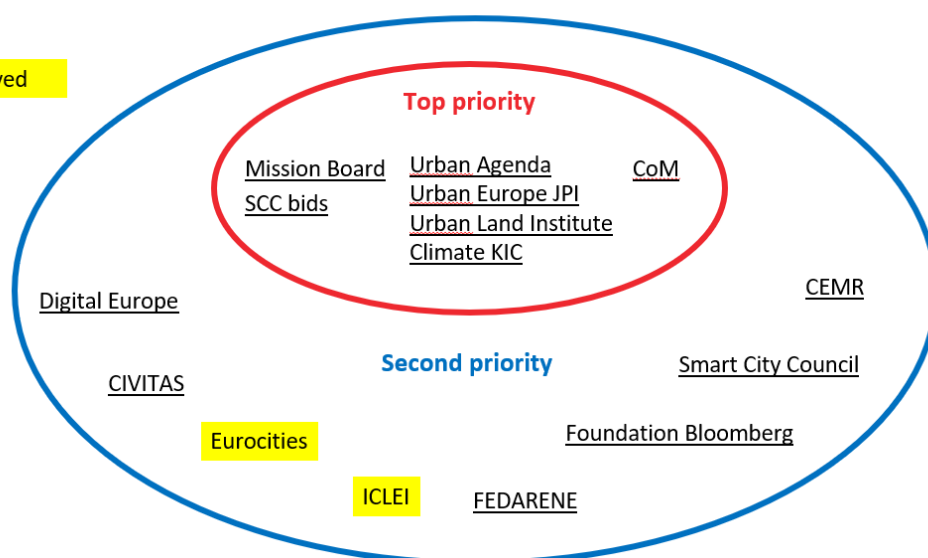 Top priority
Mission Board
SCC bids
Urban Agenda
Urban Europe JPI
Urban Land Institute
Climate KIC
CoM
Digital Europe
CEMR
Second priority
Smart City Council
CIVITAS
Eurocities
Foundation Bloomberg
ICLEI
FEDARENE